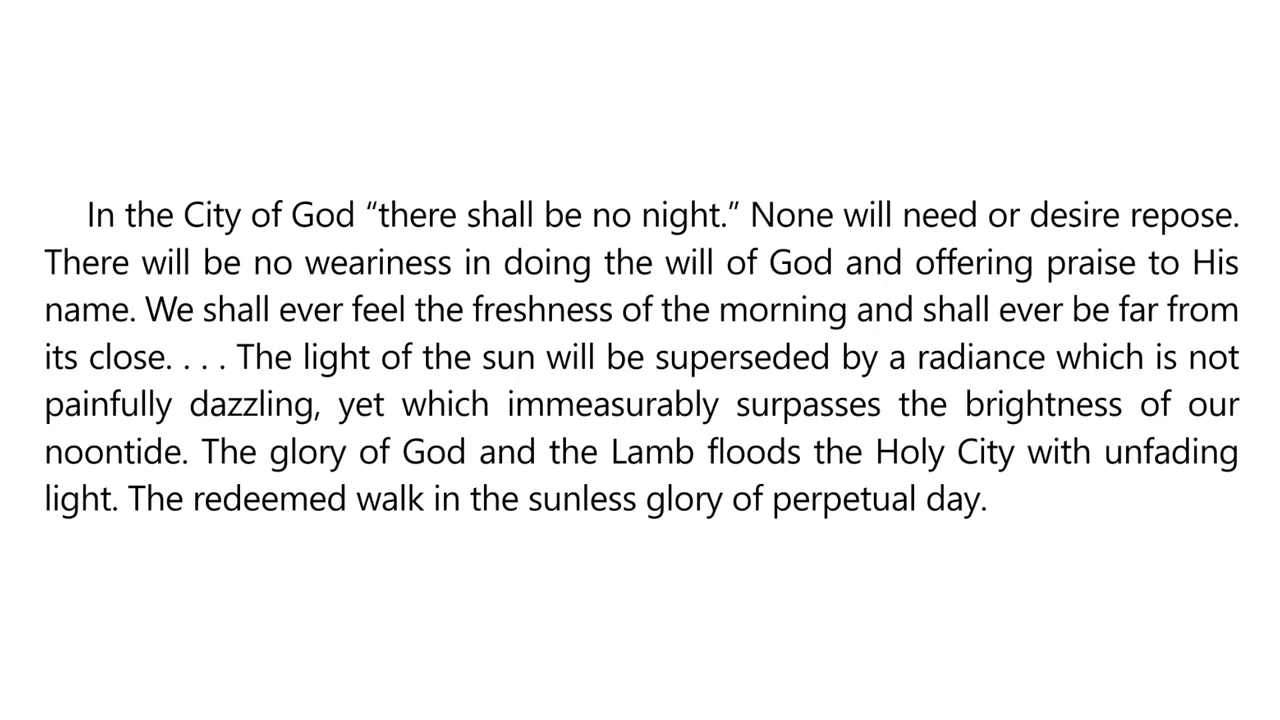 In the City of God “there shall be no night.” None will need or desire repose.
There will be no weariness in doing the will of God and offering praise to His
name. We shall ever feel the freshness of the morning and shall ever be far from
its close. . . . The light of the sun will be superseded by a radiance which is not
painfully dazzling, yet which immeasurably surpasses the brightness of our
noontide. The glory of God and the Lamb floods the Holy City with unfading
light. The redeemed walk in the sunless glory of perpetual day.